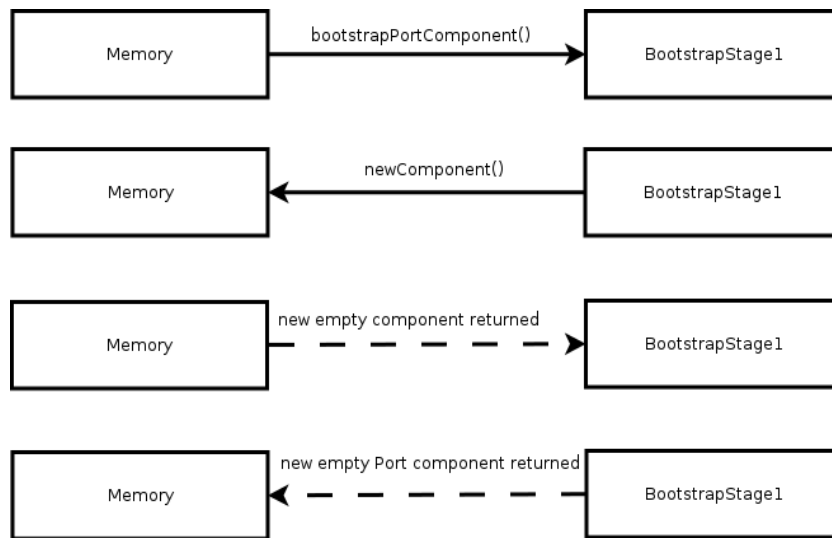 bootstrapPortComponent()
Memory
BootstrapStage1
newComponent()
Memory
BootstrapStage1
new empty component returned
Memory
BootstrapStage1
new empty Port component returned
Memory
BootstrapStage1